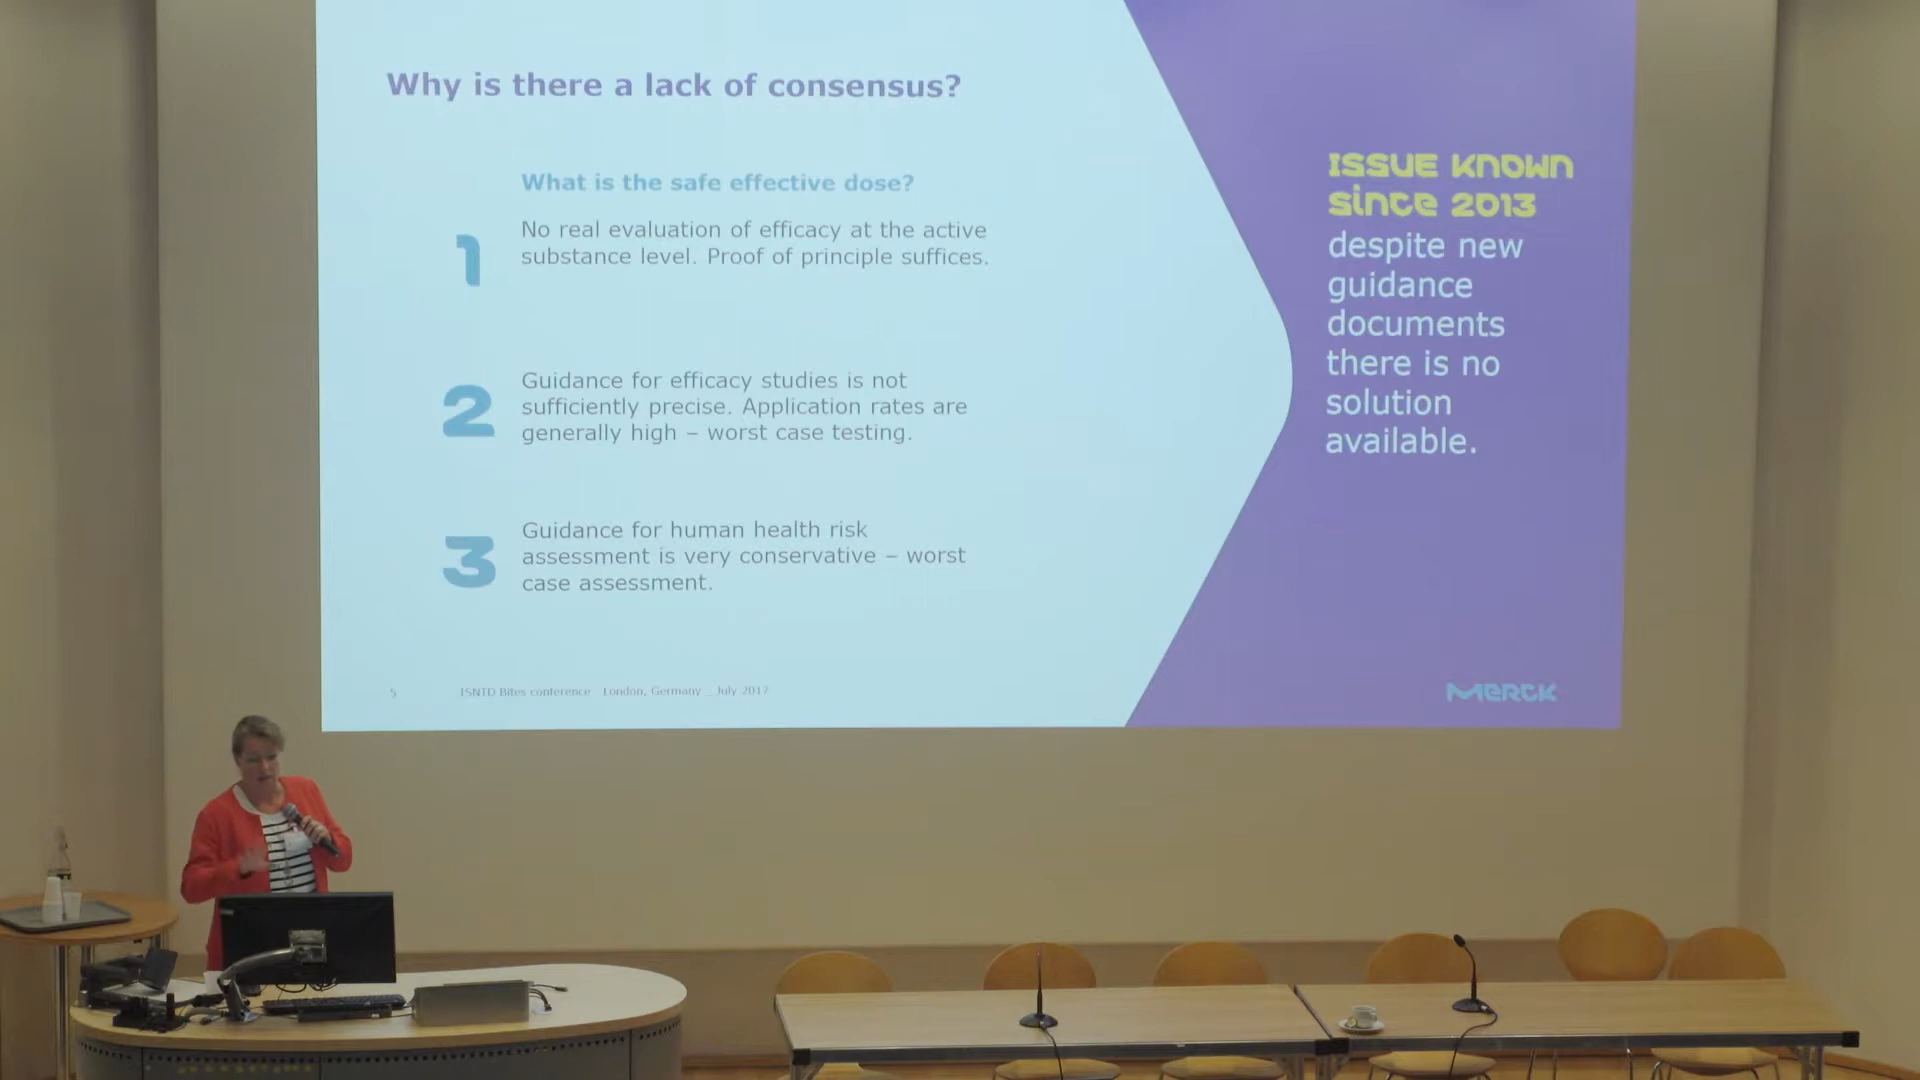 Why is there a lack of consensus?
What is the safe effective dose?
1
No real evaluation of efficacy at the active
substance level. Proof of principle suffices.
2
Guidance for efficacy studies is not
sufficiently precise. Application rates are
generally high – worst case testing.
3
Guidance for human health risk
assessment is very conservative – worst
case assessment.
ISSUE KNOWN
since 2013
despite new
guidance
documents
there is no
solution
available.
5
ISNTD Bites conference London, Germany _ July 2017
MERCK